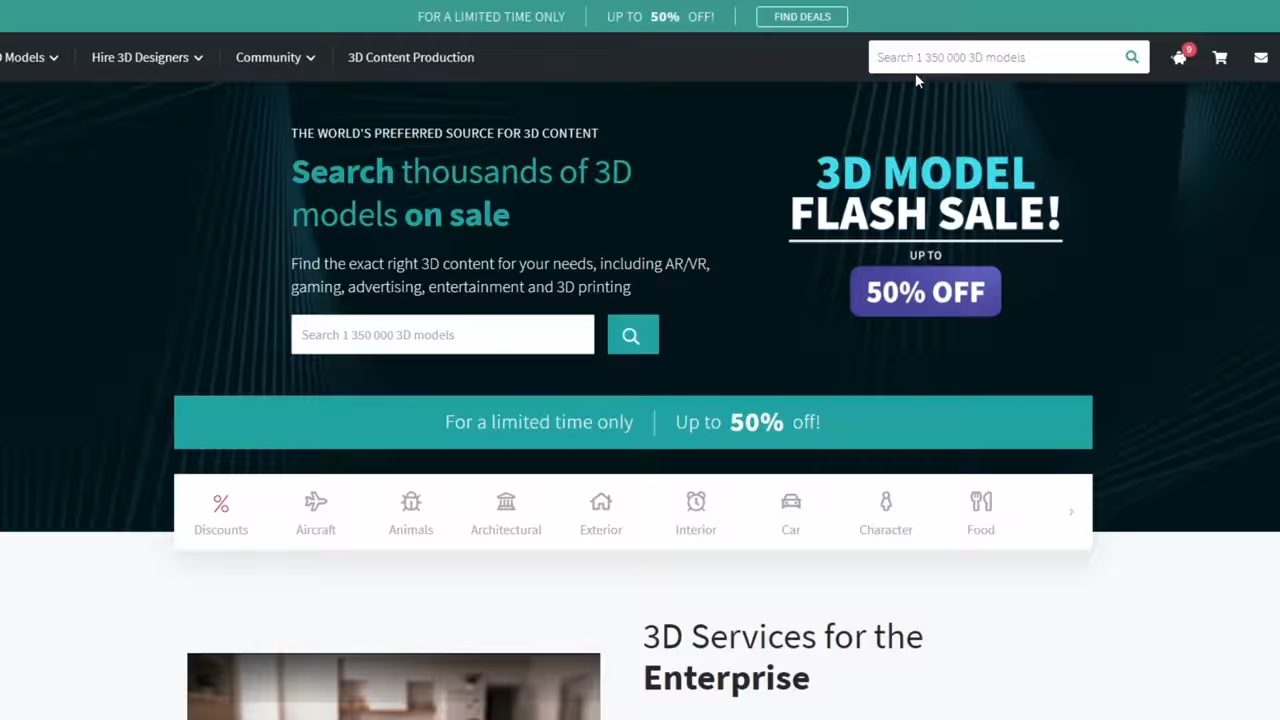 FOR A LIMITED TIME ONLY UP TO 50% OFF! FIND DEALS
Models Hire 3D Designers Community 3D Content Production Search 1 350 000 3D models 9
THE WORLD'S PREFERRED SOURCE FOR 3D CONTENT
Search thousands of 3D
models on sale
Find the exact right 3D content for your needs, including AR/VR,
gaming, advertising, entertainment and 3D printing
Search 1 350 000 3D models
3D MODEL
FLASH SALE!
UP TO
50% OFF
For a limited time only Up to 50% off!
Discounts Aircraft Animals Architectural Exterior Interior Car Character Food
3D Services for the
Enterprise